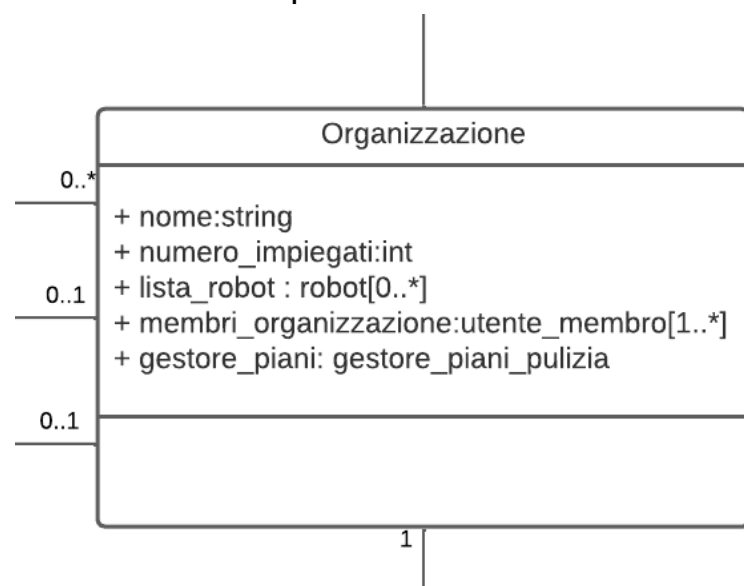 Organizzazione
0..*
+ nome:string
+ numero_impiegati:int
+ lista_robot : robot[0..*]
0..1
+ membri_organizzazione:utente_membro[1..*]
+ gestore_piani: gestore_piani_pulizia
0..1
1